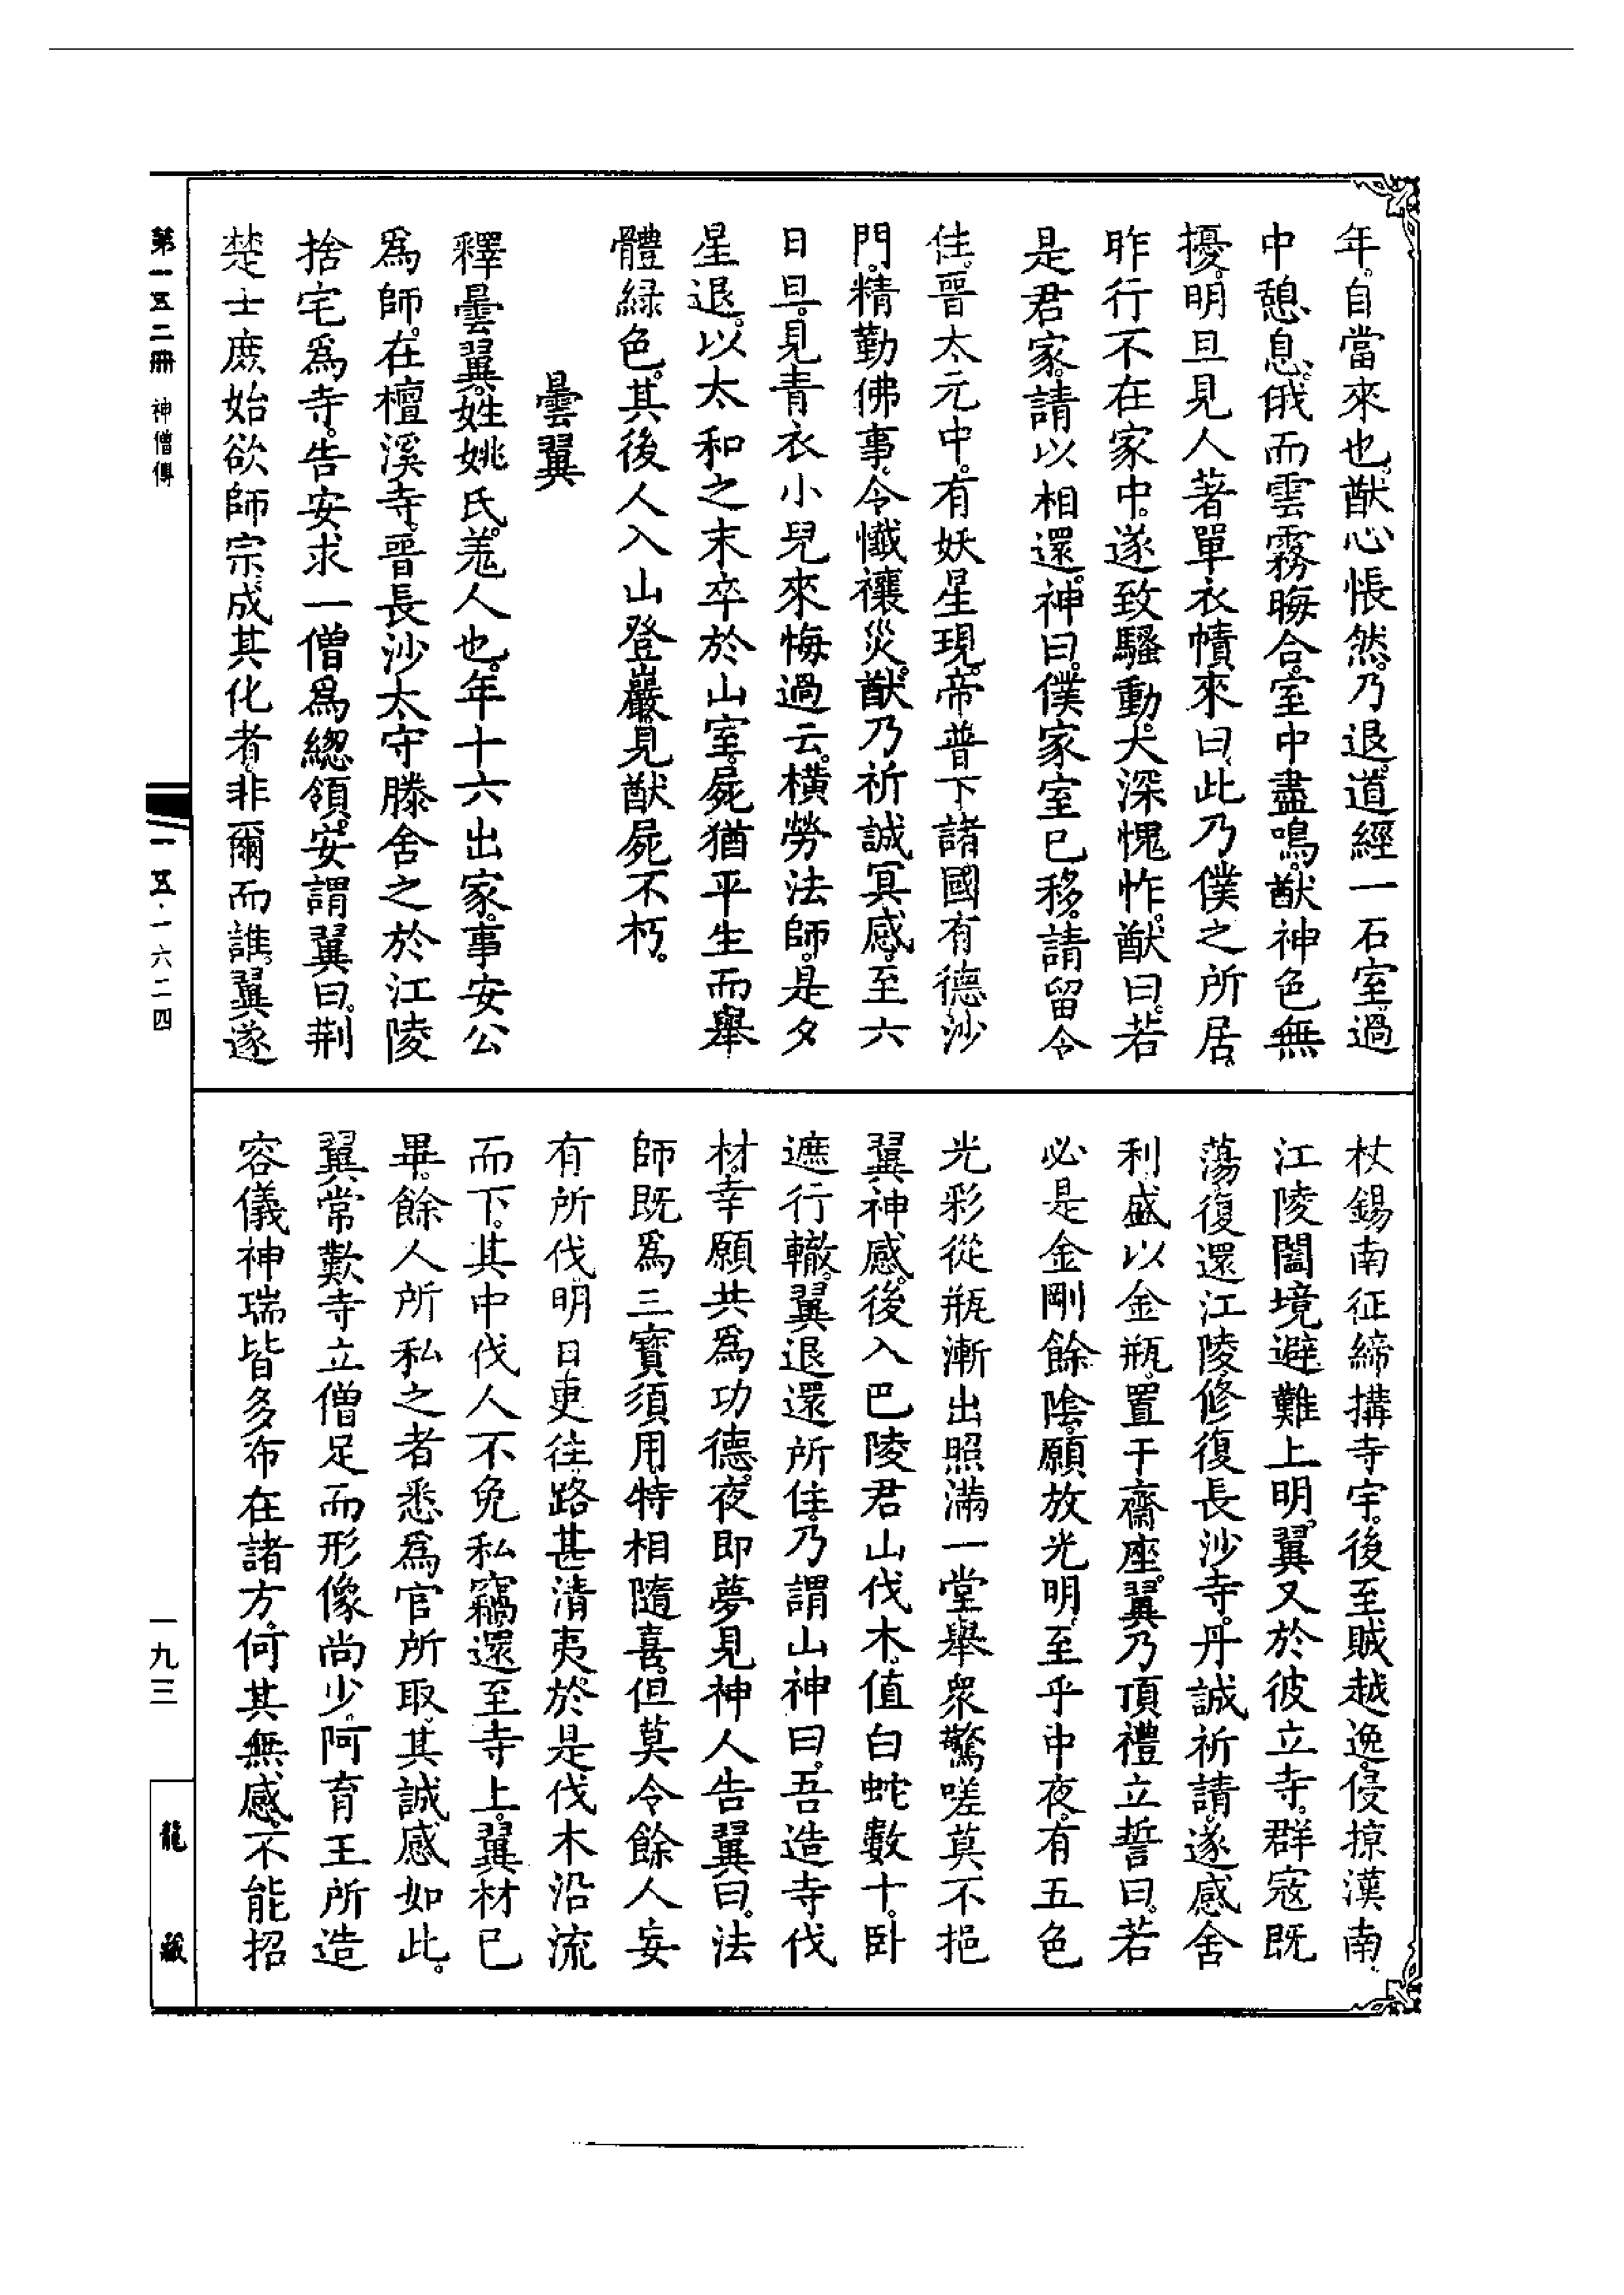 年。自當來也。猷心悵然。乃退。道經一石室。過
中憩息。俄而雲霧晦合。室中盡鳴。猷神色無
擾。明旦見人著單衣幘來曰。此乃僕之所居。
昨行不在家中。遂致騷動。大深愧怍。猷曰。若
是君家。請以相還。神曰。僕家室已移。請留令
住。晉太元中。有妖星現。帝普下諸國有德沙
門。精勤佛事。令懺禳災。猷乃祈誠冥感。至六
日旦。見青衣小兒來悔過云。橫勞法師。是夕
星退。以太和之末卒於山室。屍猶平生而舉
體綠色。其後人入山登巖見猷屍不朽。
曇翼
釋曇翼。姓姚氏。羌人也。年十六出家。事安公
爲師。在檀溪寺。晉長沙太守滕舍之於江陵
捨宅爲寺。告安求一僧爲總領。安謂翼曰。荆
楚士庶始欲師宗。成其化者。非爾而誰。翼遂
杖錫南征締搆寺宇。後至賊越逸。侵掠漢南。
江陵闔境避難上明。翼又於彼立寺。群寇既
蕩。復還江陵。修復長沙寺。丹誠祈請。遂感舍
利。盛以金瓶。置于齋座。翼乃頂禮立誓曰。若
必是金剛餘陰。願放光明。至乎中夜。有五色
光彩從瓶漸出照滿一堂。舉衆驚嗟莫不挹
翼神感。後入巴陵君山伐木。值白蛇數十。卧
遮行轍。翼退還所住。乃謂山神曰。吾造寺伐
材。幸願共爲功德。夜即夢見神人告翼曰。法
師既爲三寶須用。特相隨喜。但莫令餘人妄
有所伐。明日更往。路甚清夷。於是伐木沿流
而下。其中伐人不免私竊。還至寺上。翼材已
畢。餘人所私之者悉爲官所取。其誠感如此。
翼常歎寺立僧足而形像尚少。阿育王所造
容儀神瑞皆多布在諸方。何其無感。不能招
第一五二冊　神僧傳
一五·一六二四
一九三
龍藏